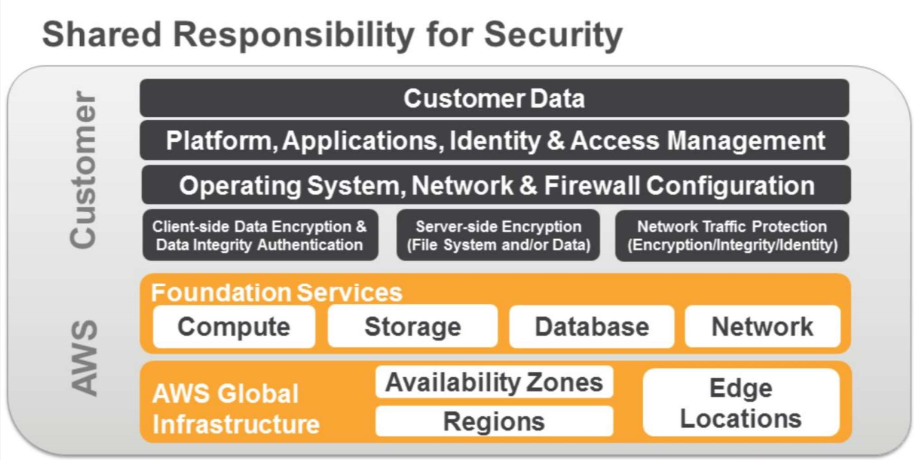 Shared Responsibility for Security
Customer
Customer Data
Platform, Applications, Identity & Access Management
Operating System, Network & Firewall Configuration
Client-side Data Encryption &
Data Integrity Authentication
Server-side Encryption
(File System and/or Data)
Network Traffic Protection
(Encryption/Integrity/Identity)
AWS
Foundation Services
Compute
Storage
Database
Network
AWS Global
Infrastructure
Availability Zones
Regions
Edge
Locations